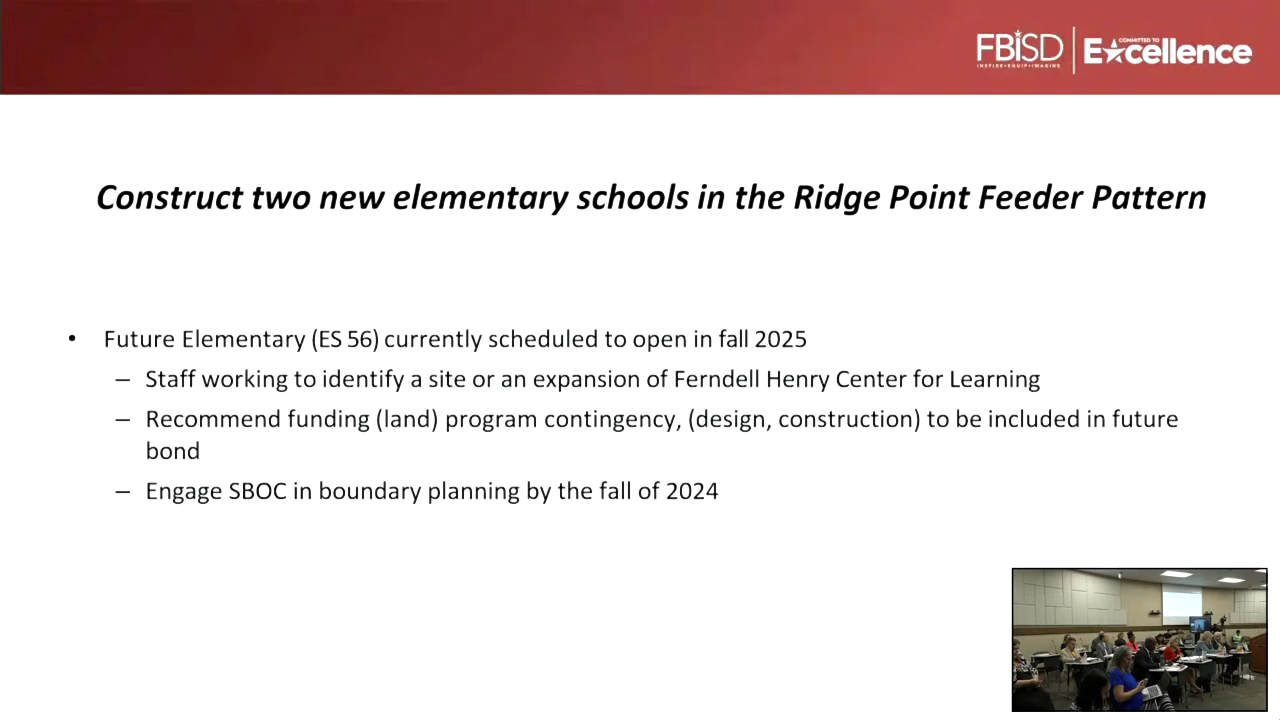 FBISD
INSPIRE•EQUIP•IMAGINE
COMMITTED TO
Excellence
Construct two new elementary schools in the Ridge Point Feeder Pattern
• Future Elementary (ES 56) currently scheduled to open in fall 2025
– Staff working to identify a site or an expansion of Ferndell Henry Center for Learning
– Recommend funding (land) program contingency, (design, construction) to be included in future
bond
– Engage SBOC in boundary planning by the fall of 2024